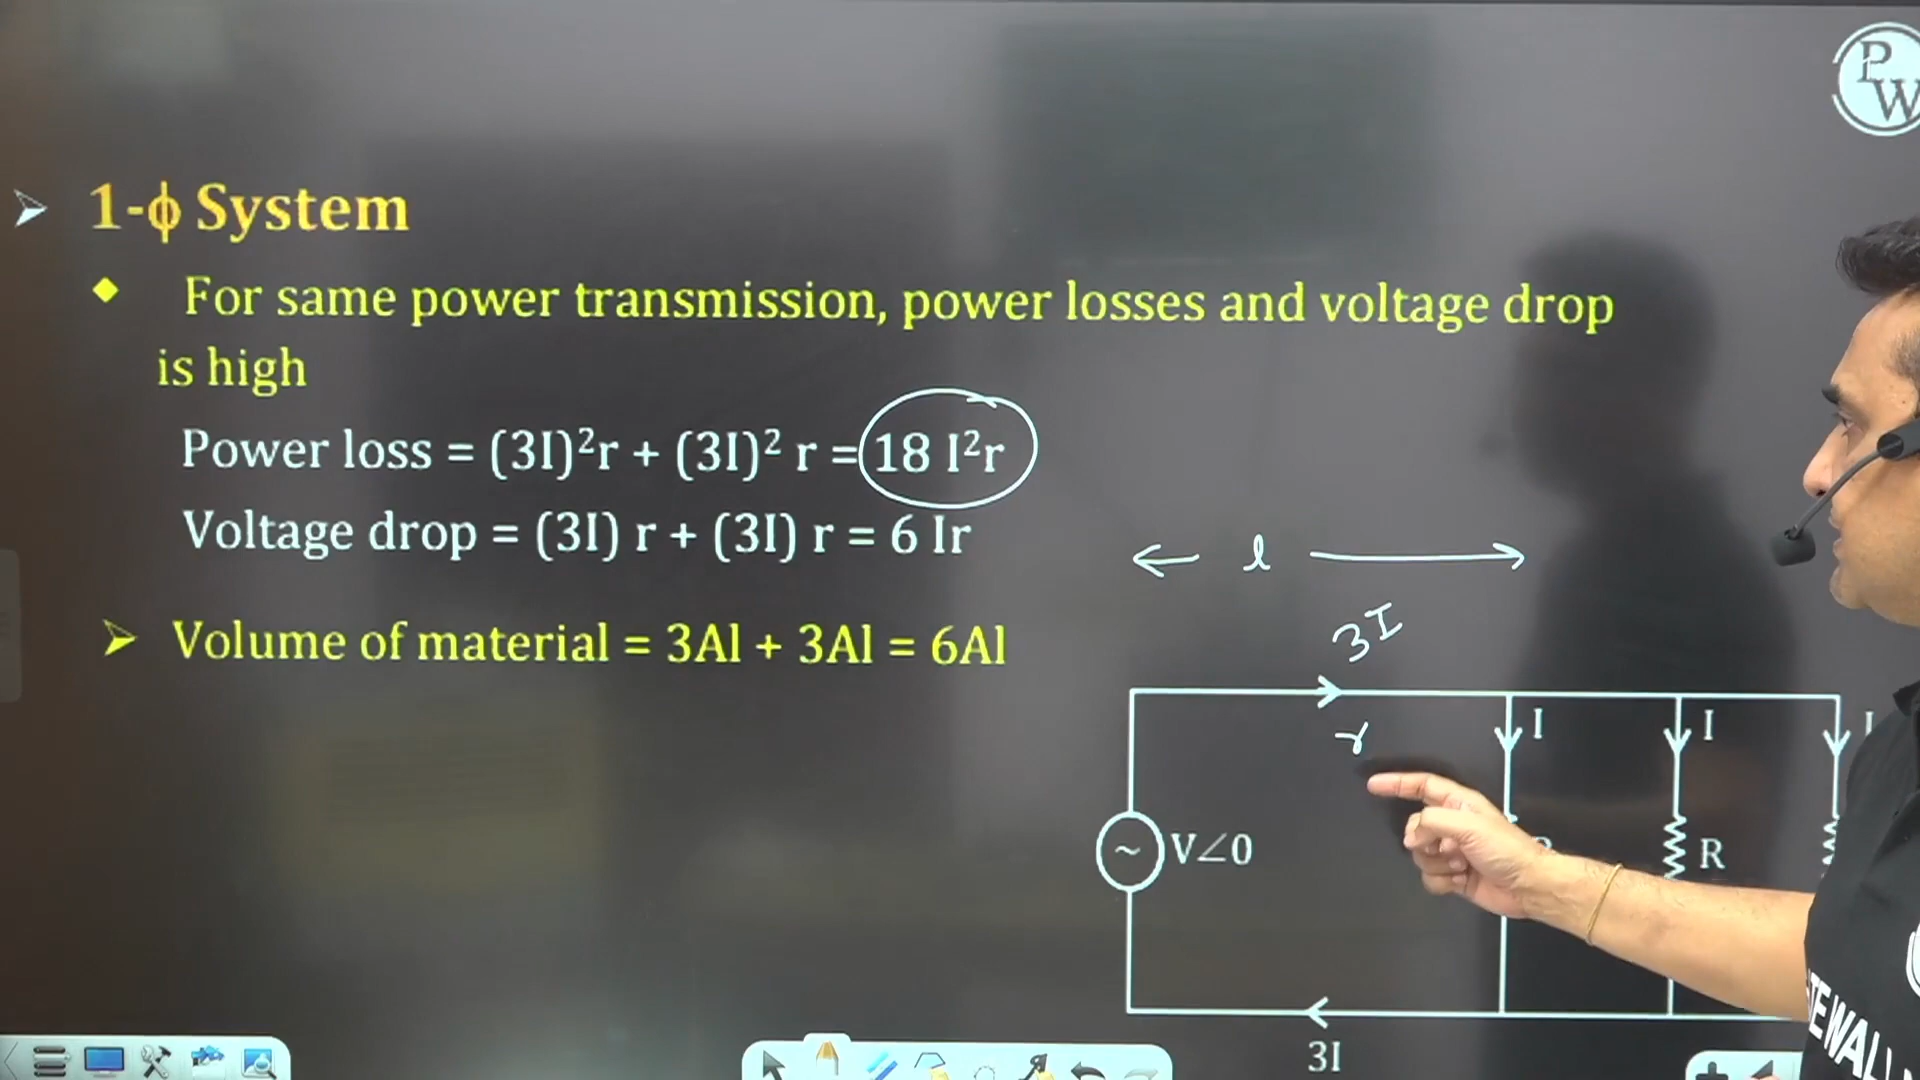 PW
1-ϕ System
For same power transmission, power losses and voltage drop
is high
Power loss = (3I)²r + (3I)² r = 18 I²r
Voltage drop = (3I) r + (3I) r = 6 Ir
l
3I
Volume of material = 3Al + 3Al = 6Al
r
I
I
I
V∠0
R
3I